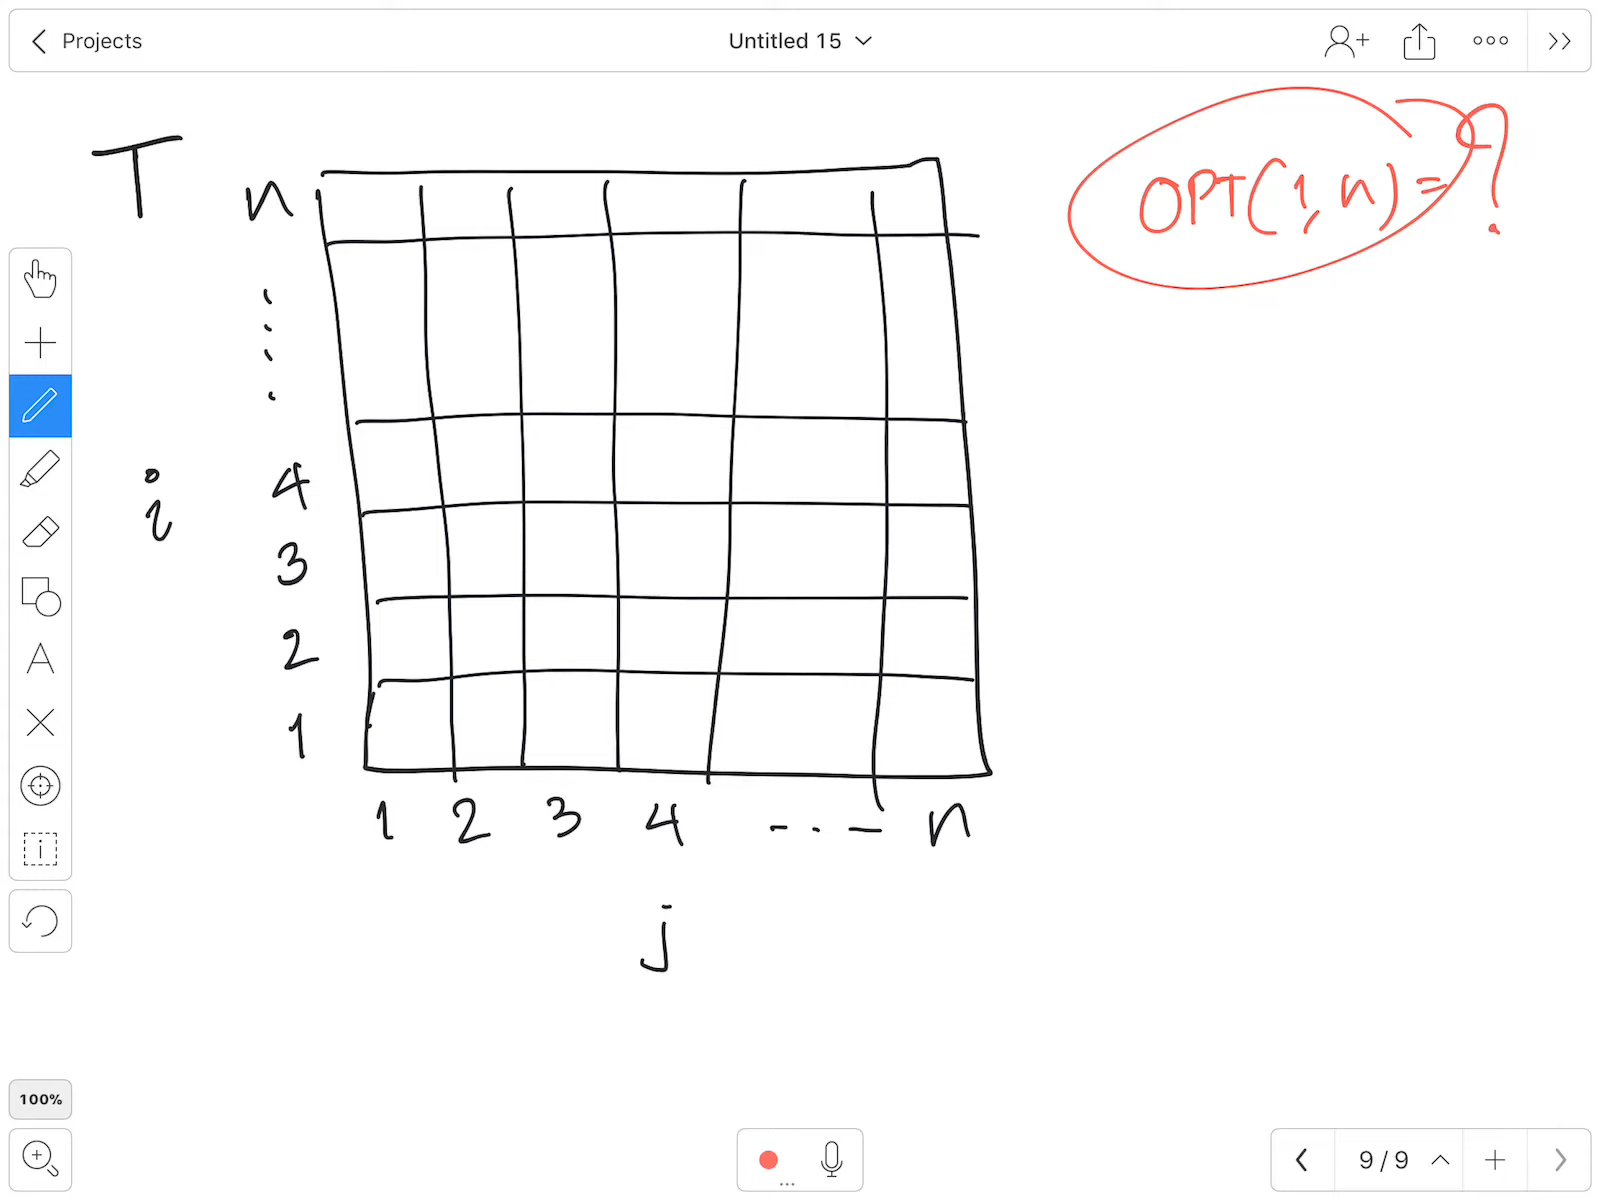 Projects
Untitled 15
T
n
OPT(1,n)=?
4
i
3
2
1
1 2 3 4 ... n
j
100%
9/9